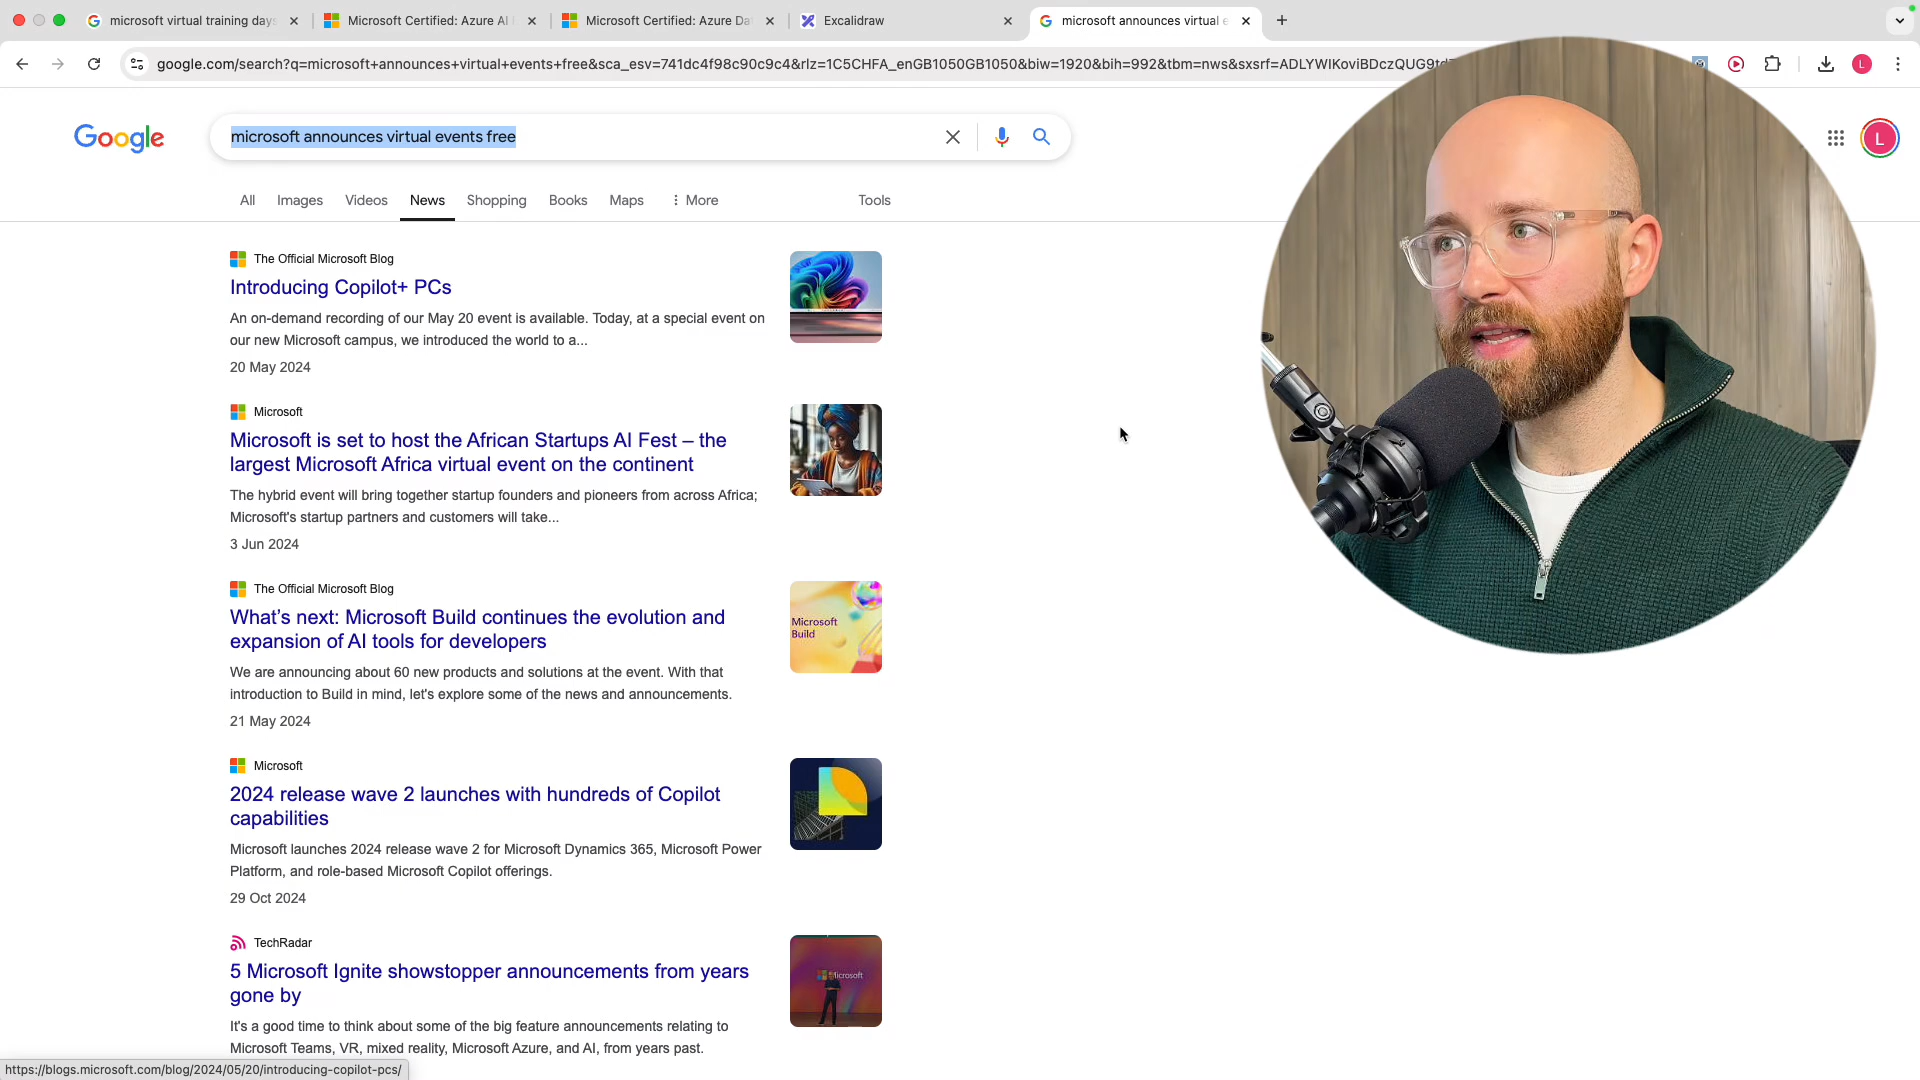 microsoft virtual training days
Microsoft Certified: Azure AI
Microsoft Certified: Azure Da
Excalidraw
microsoft announces virtual e
google.com/search?q=microsoft+announces+virtual+events+free&sca_esv=741dc4f98c90c9c4&rlz=1C5CHFA_enGB1050GB1050&biw=1920&bih=992&tbm=nws&sxsrf=ADLYWIKoviBDczQUG9td
L
Google
microsoft announces virtual events free
L
All
Images
Videos
News
Shopping
Books
Maps
More
Tools
The Official Microsoft Blog
Introducing Copilot+ PCs
An on-demand recording of our May 20 event is available. Today, at a special event on
our new Microsoft campus, we introduced the world to a...
20 May 2024
Microsoft
Microsoft is set to host the African Startups AI Fest – the
largest Microsoft Africa virtual event on the continent
The hybrid event will bring together startup founders and pioneers from across Africa;
Microsoft's startup partners and customers will take...
3 Jun 2024
The Official Microsoft Blog
What's next: Microsoft Build continues the evolution and
expansion of AI tools for developers
We are announcing about 60 new products and solutions at the event. With that
introduction to Build in mind, let's explore some of the news and announcements.
21 May 2024
Microsoft
Build
Microsoft
2024 release wave 2 launches with hundreds of Copilot
capabilities
Microsoft launches 2024 release wave 2 for Microsoft Dynamics 365, Microsoft Power
Platform, and role-based Microsoft Copilot offerings.
29 Oct 2024
TechRadar
5 Microsoft Ignite showstopper announcements from years
gone by
It's a good time to think about some of the big feature announcements relating to
Microsoft Teams, VR, mixed reality, Microsoft Azure, and AI, from years past.
Microsoft
https://blogs.microsoft.com/blog/2024/05/20/introducing-copilot-pcs/